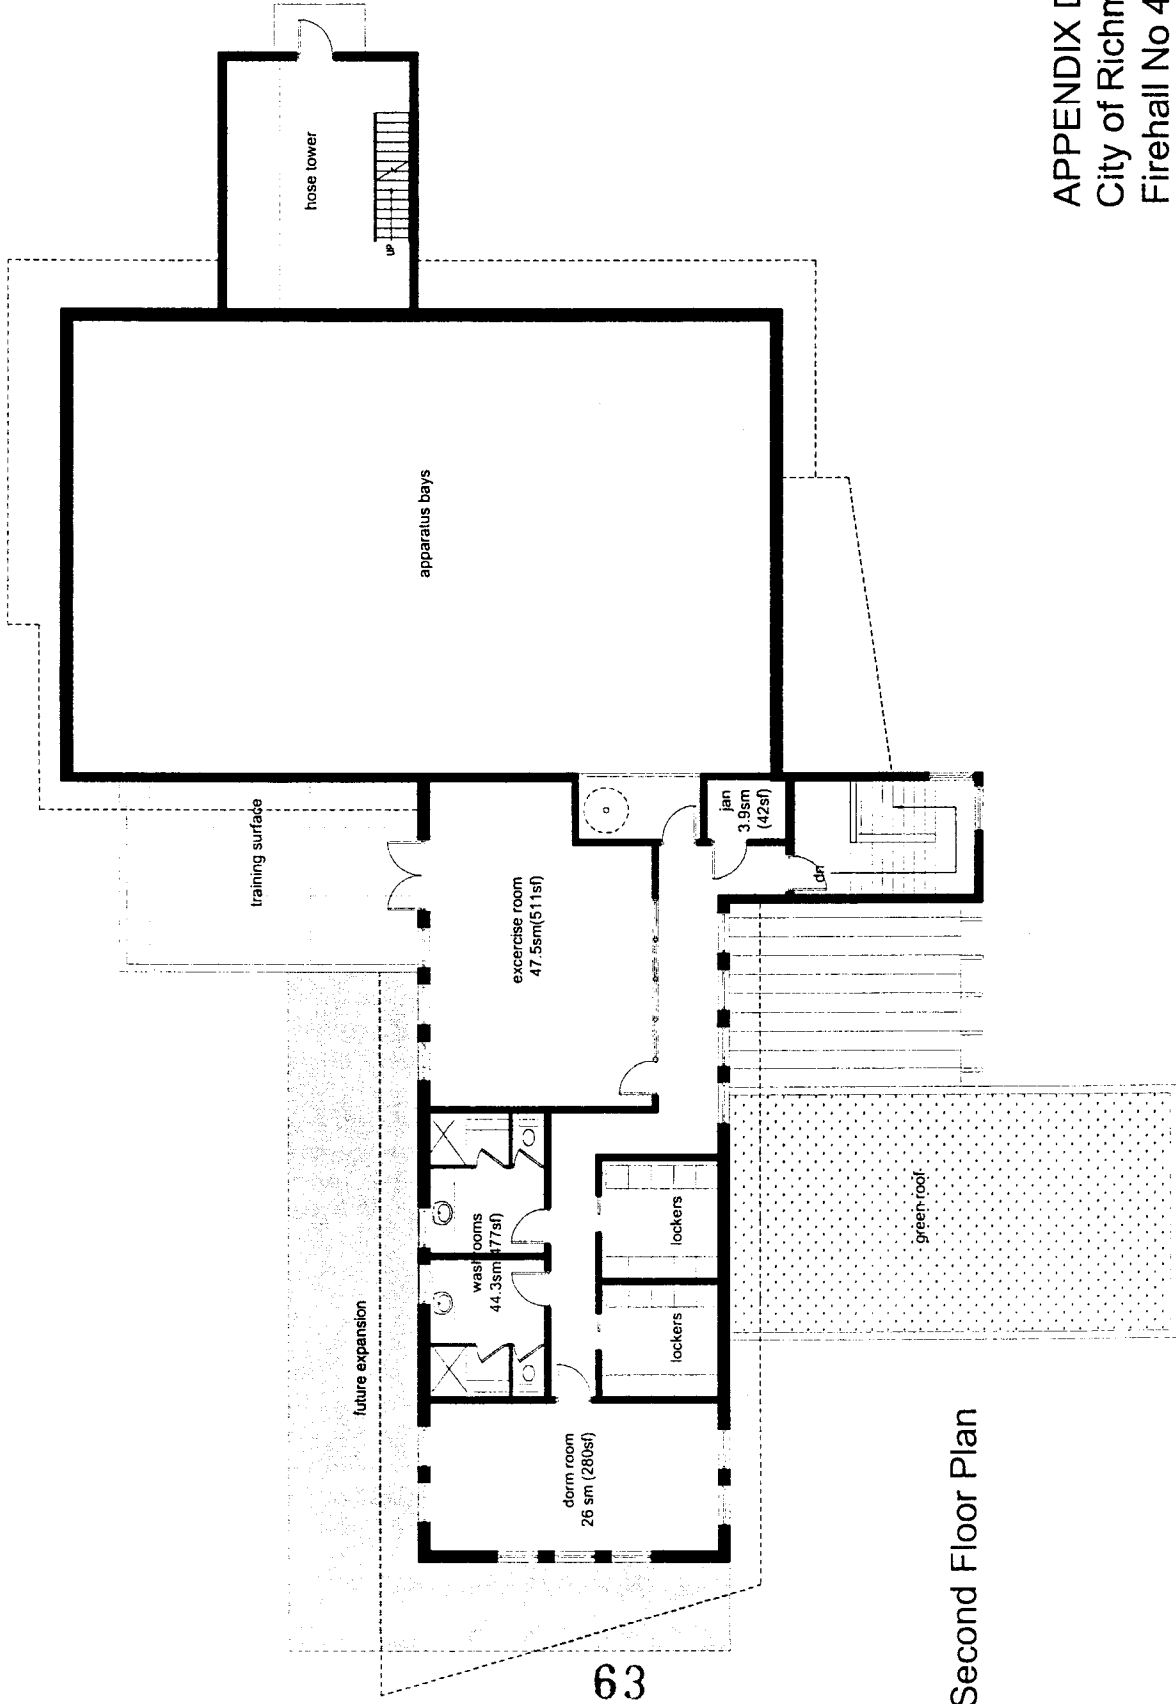 APPENDIX D
City of Richm
Firehall No 4
hose tower
UP
apparatus bays
training surface
excercise room
47.5sm(511sf)
jan
3.9sm
(42sf)
dn
future expansion
washrooms
44.3sm(477sf)
lockers
lockers
green roof
dorm room
26 sm (280sf)
Second Floor Plan
63